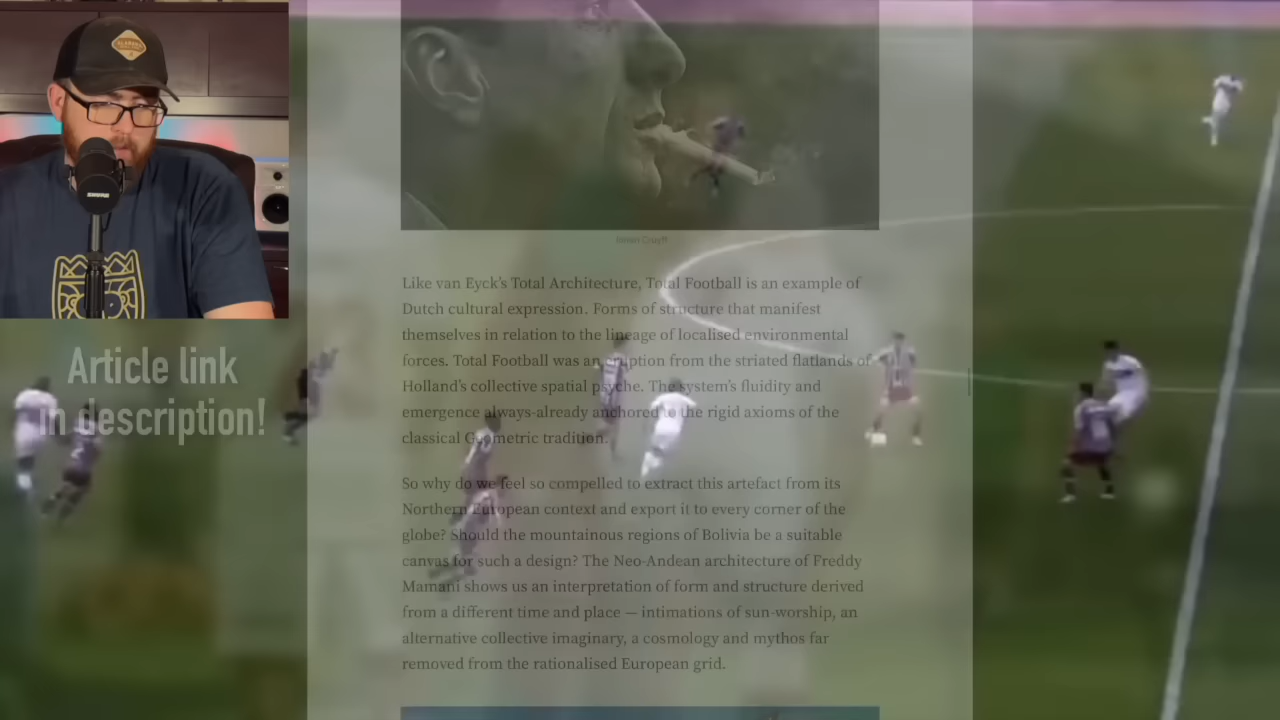 Article link
in description!
Johan Cruyff
Like van Eyck's Total Architecture, Total Football is an example of
Dutch cultural expression. Forms of structure that manifest
themselves in relation to the lineage of localised environmental
forces. Total Football was an eruption from the striated flatlands of
Holland's collective spatial psyche. The system's fluidity and
emergence always-already anchored to the rigid axioms of the
classical Geometric tradition.
So why do we feel so compelled to extract this artefact from its
Northern European context and export it to every corner of the
globe? Should the mountainous regions of Bolivia be a suitable
canvas for such a design? The Neo-Andean architecture of Freddy
Mamani shows us an interpretation of form and structure derived
from a different time and place — intimations of sun-worship, an
alternative collective imaginary, a cosmology and mythos far
removed from the rationalised European grid.